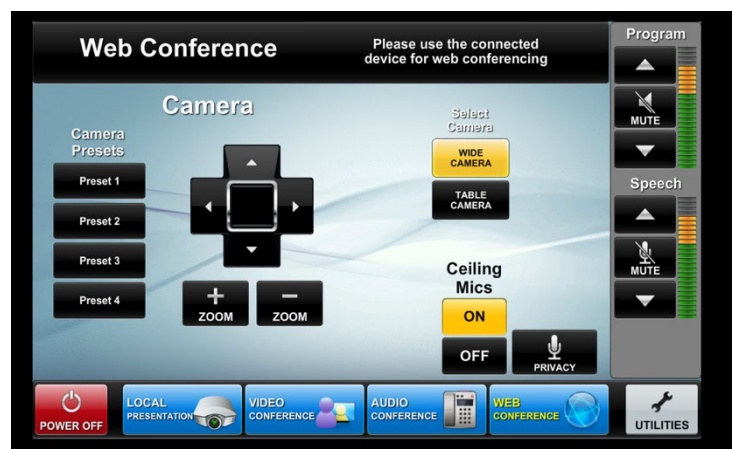 Web Conference
Please use the connected
device for web conferencing
Program
MUTE
Speech
MUTE
Camera
Camera
Presets
Preset 1
Preset 2
Preset 3
Preset 4
ZOOM
ZOOM
Select
Camera
WIDE
CAMERA
TABLE
CAMERA
Ceiling
Mics
ON
OFF
PRIVACY
POWER OFF
LOCAL
PRESENTATION
VIDEO
CONFERENCE
AUDIO
CONFERENCE
WEB
CONFERENCE
UTILITIES